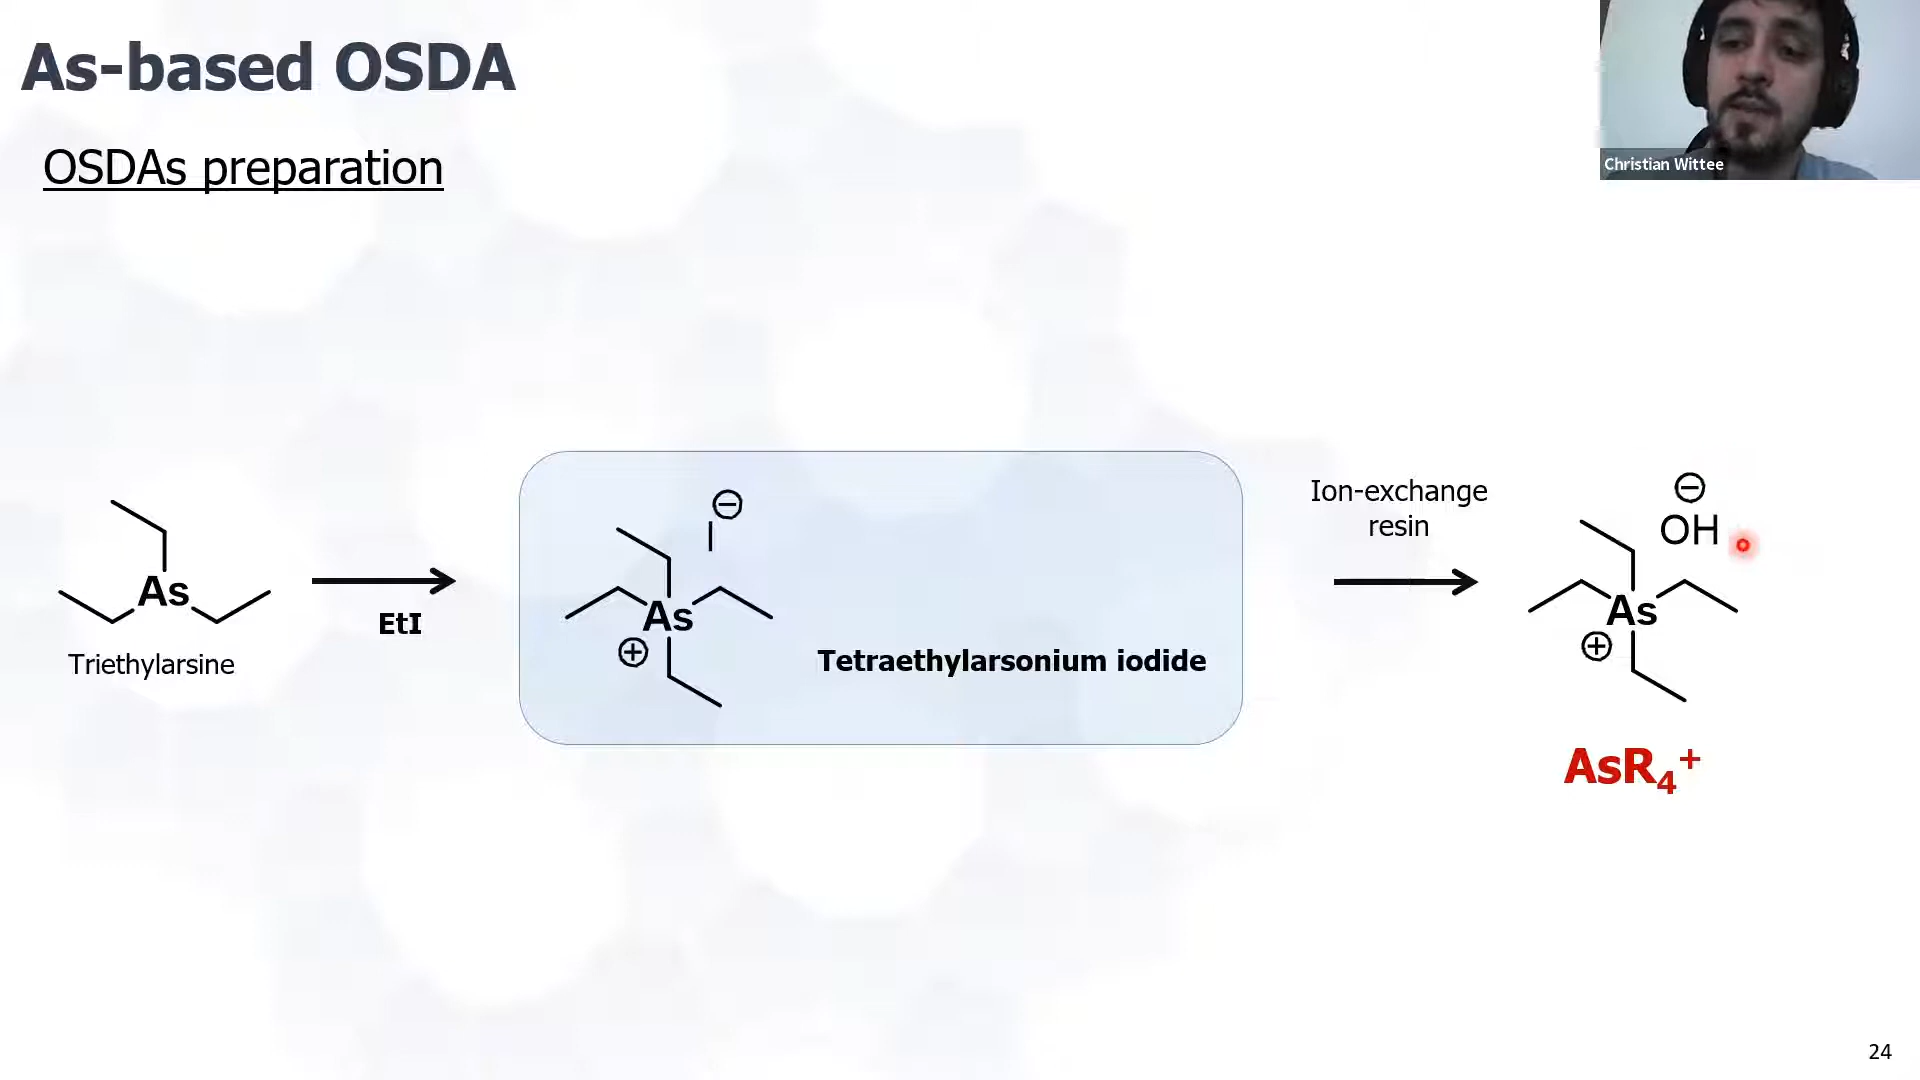 As-based OSDA
Christian Wittee
OSDAs preparation
As
Triethylarsine
EtI
⊖
I
As
⊕
Tetraethylarsonium iodide
Ion-exchange
resin
⊖
OH
As
⊕
AsR₄⁺
24